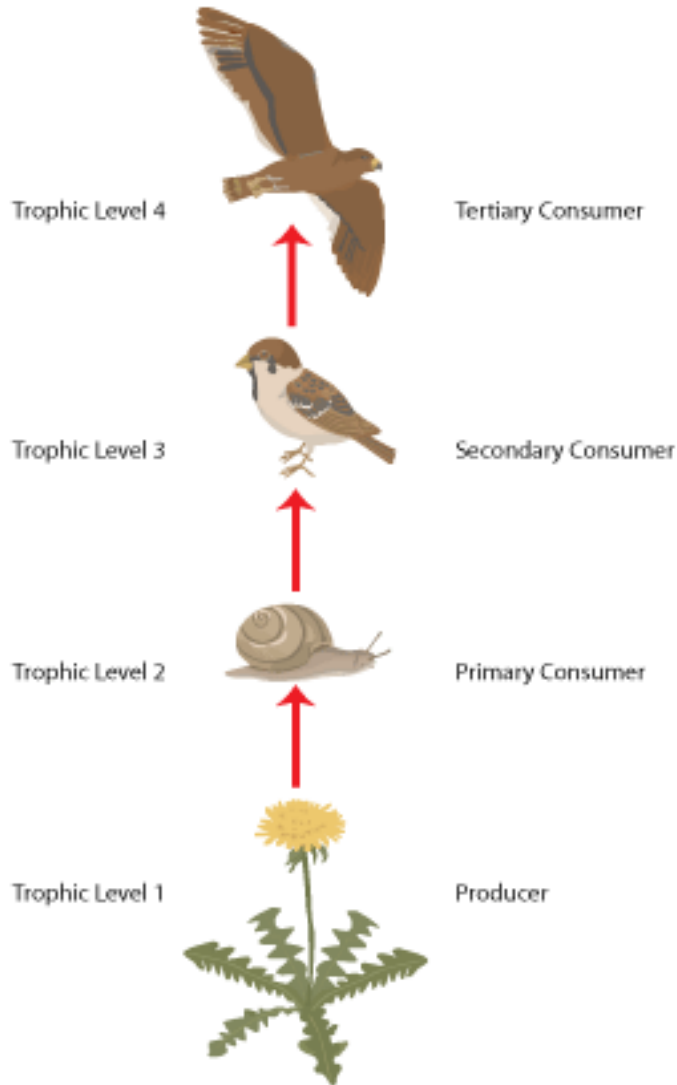 Trophic Level 4
Tertiary Consumer
Trophic Level 3
Secondary Consumer
Trophic Level 2
Primary Consumer
Trophic Level 1
Producer